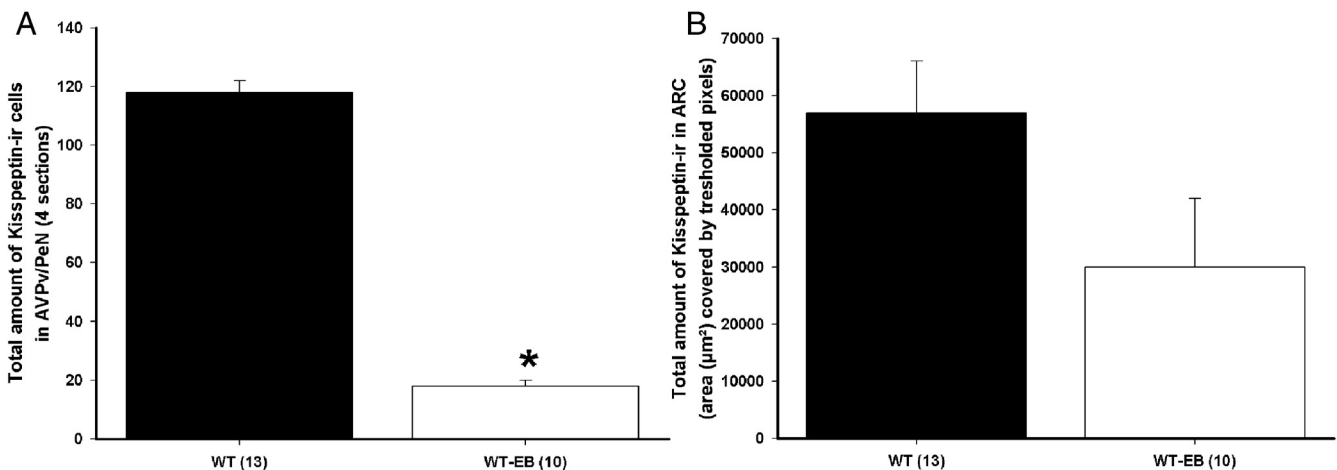 A
Total amount of Kisspeptin-ir cells
in AVPv/PeN (4 sections)
140
120
100
80
60
40
20
0
*
WT (13)
WT-EB (10)
B
Total amount of Kisspeptin-ir in ARC
(area (µm²) covered by tresholded pixels)
70000
60000
50000
40000
30000
20000
10000
0
WT (13)
WT-EB (10)